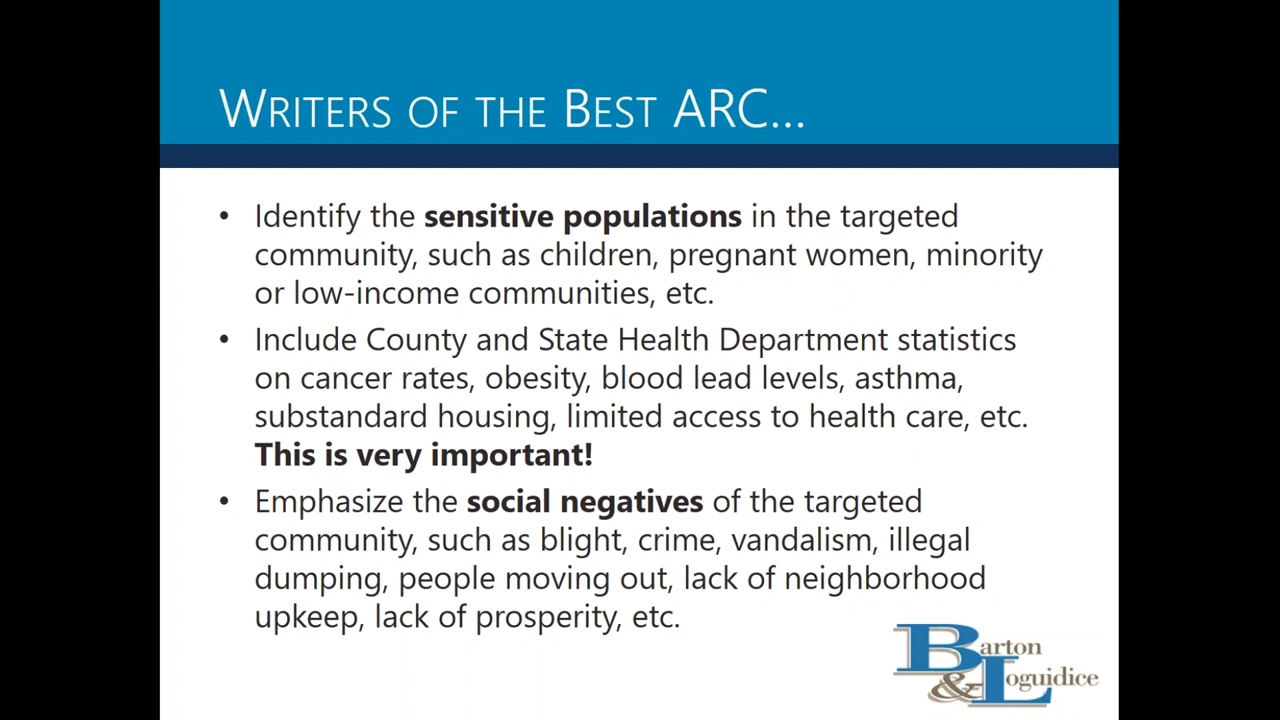 Writers of the Best ARC...
• Identify the sensitive populations in the targeted
community, such as children, pregnant women, minority
or low-income communities, etc.
• Include County and State Health Department statistics
on cancer rates, obesity, blood lead levels, asthma,
substandard housing, limited access to health care, etc.
This is very important!
• Emphasize the social negatives of the targeted
community, such as blight, crime, vandalism, illegal
dumping, people moving out, lack of neighborhood
upkeep, lack of prosperity, etc.
Barton
& Loguidice